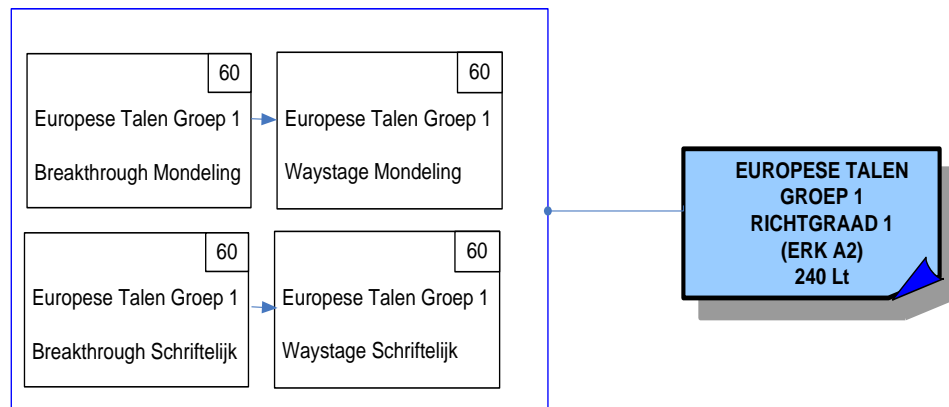 60
Europese Talen Groep 1
Breakthrough Mondeling
60
Europese Talen Groep 1
Waystage Mondeling
60
Europese Talen Groep 1
Breakthrough Schriftelijk
60
Europese Talen Groep 1
Waystage Schriftelijk
EUROPESE TALEN
GROEP 1
RICHTGRAAD 1
(ERK A2)
240 Lt